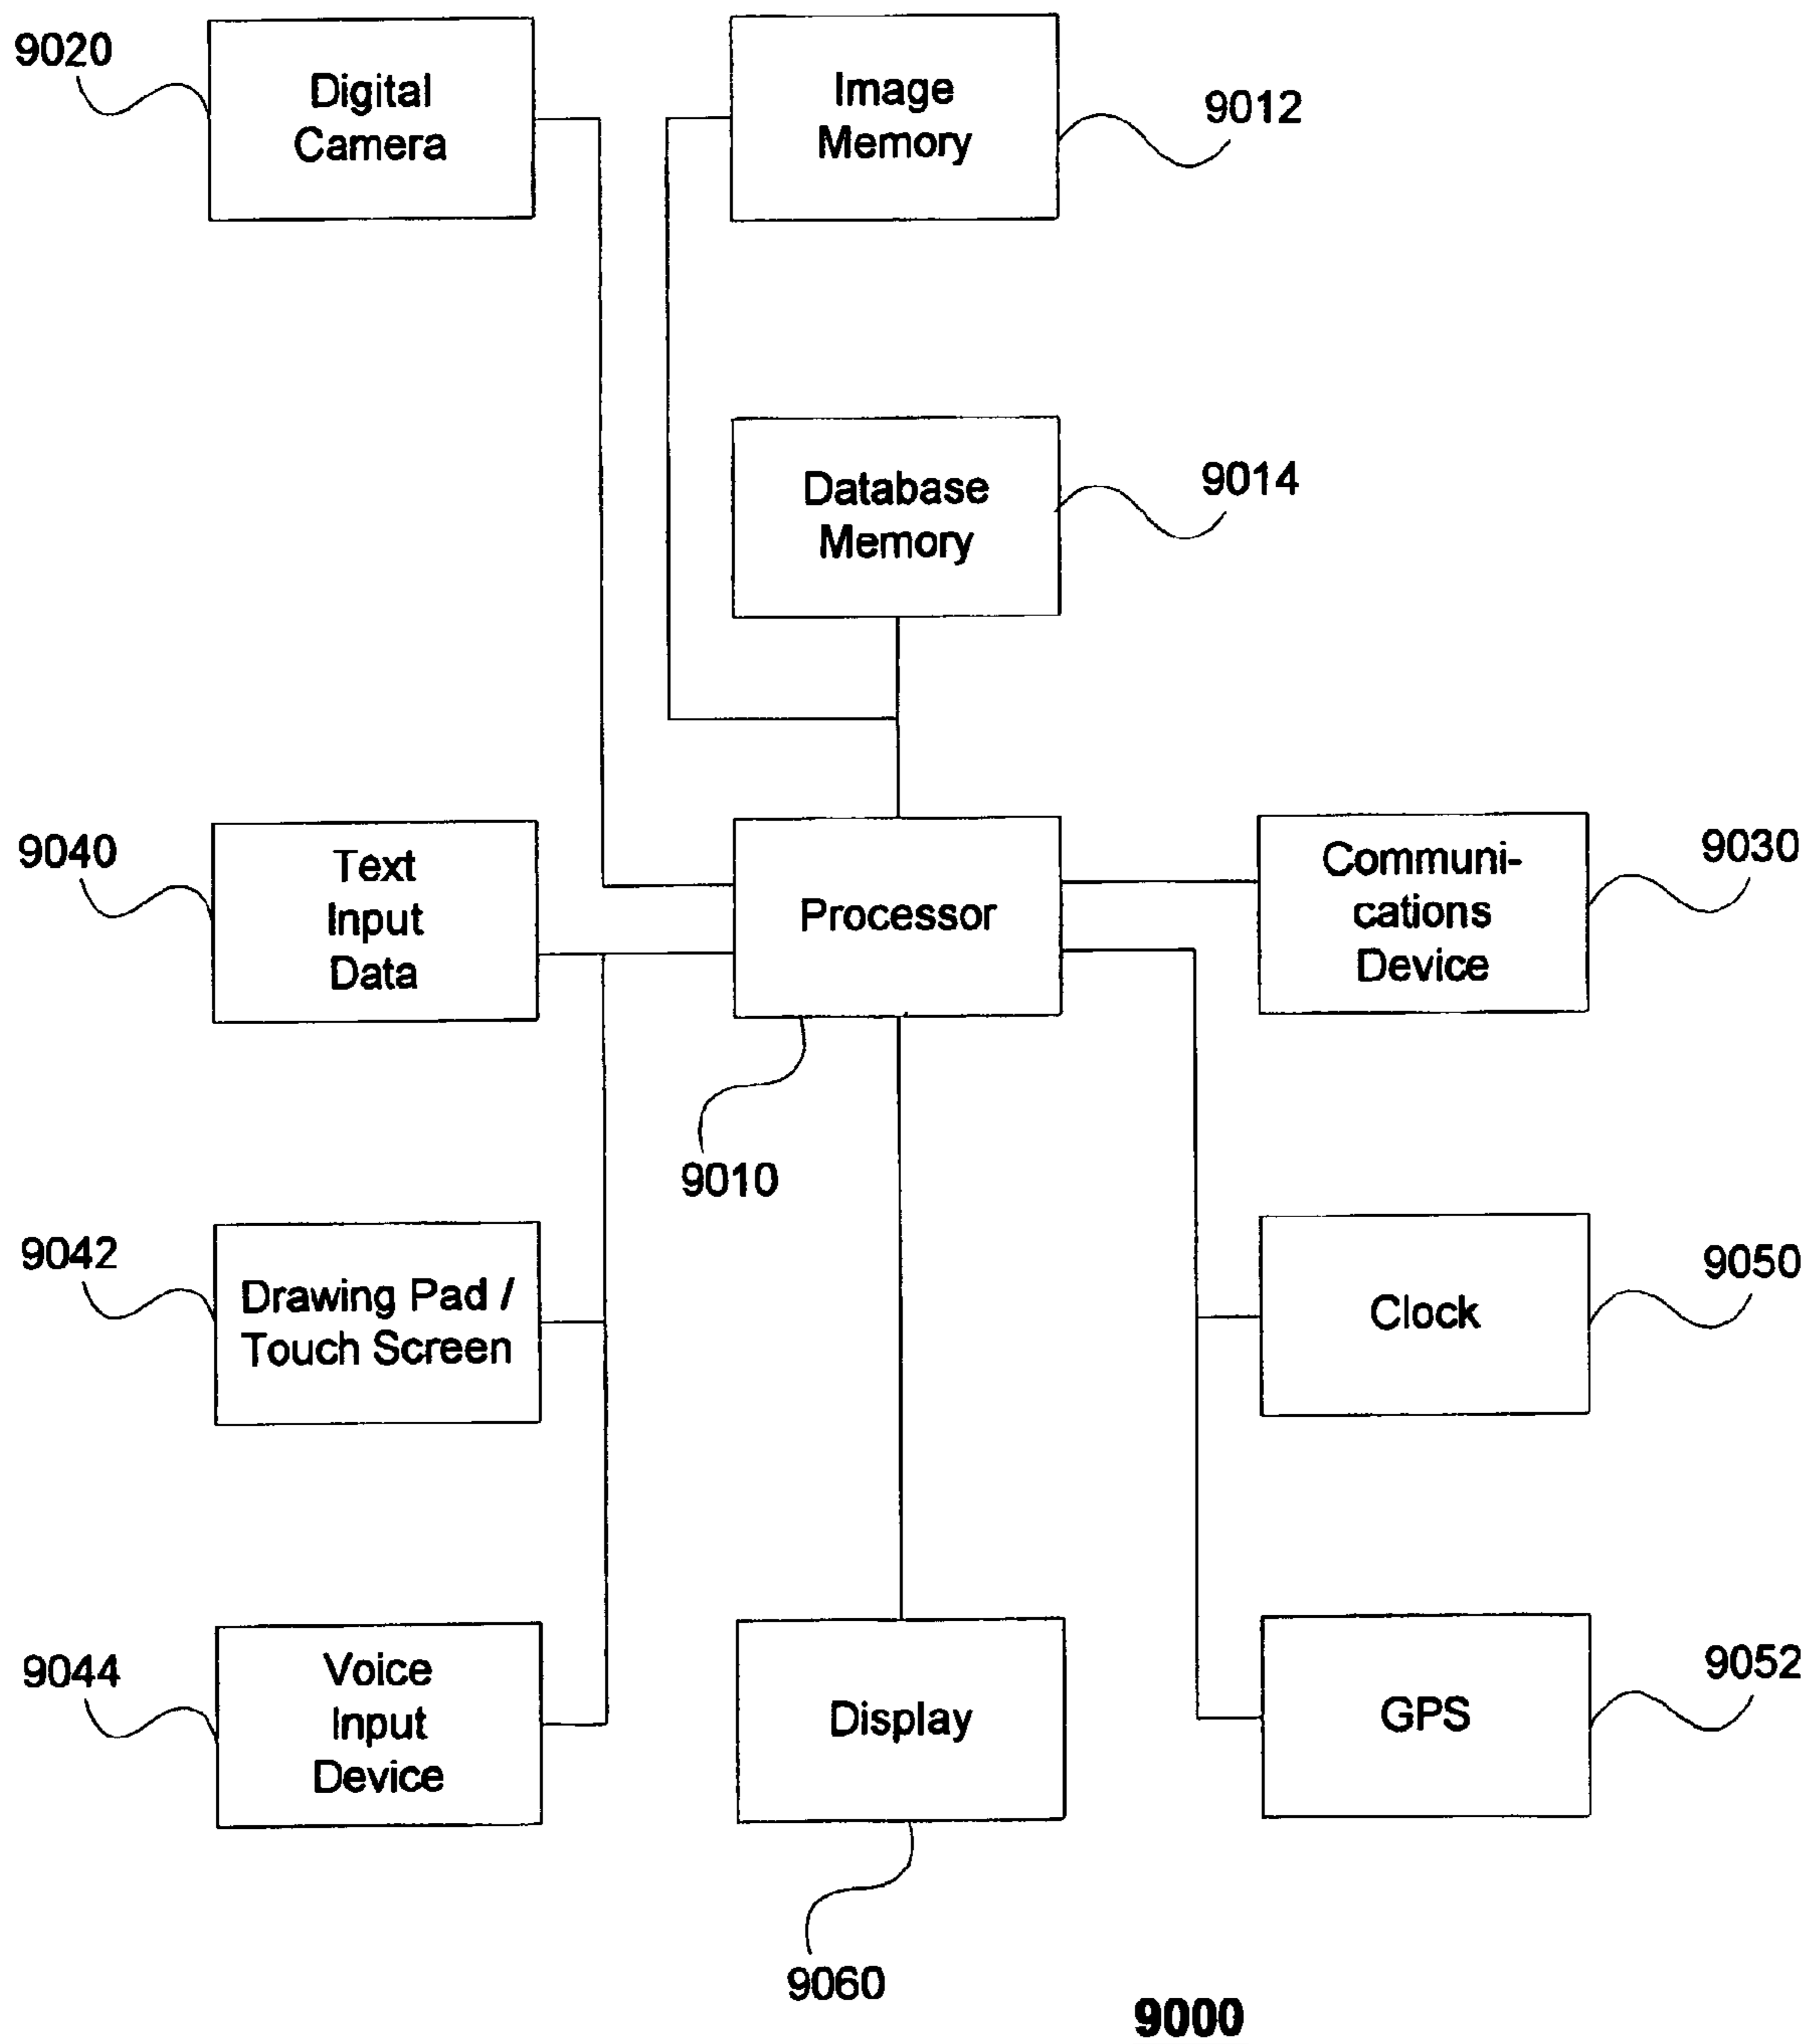 9020
Digital
Camera
Image
Memory
9012
Database
Memory
9014
9040
Text
Input
Data
Processor
9010
Communi-
cations
Device
9030
9042
Drawing Pad /
Touch Screen
Clock
9050
9044
Voice
Input
Device
Display
9060
GPS
9052
9000